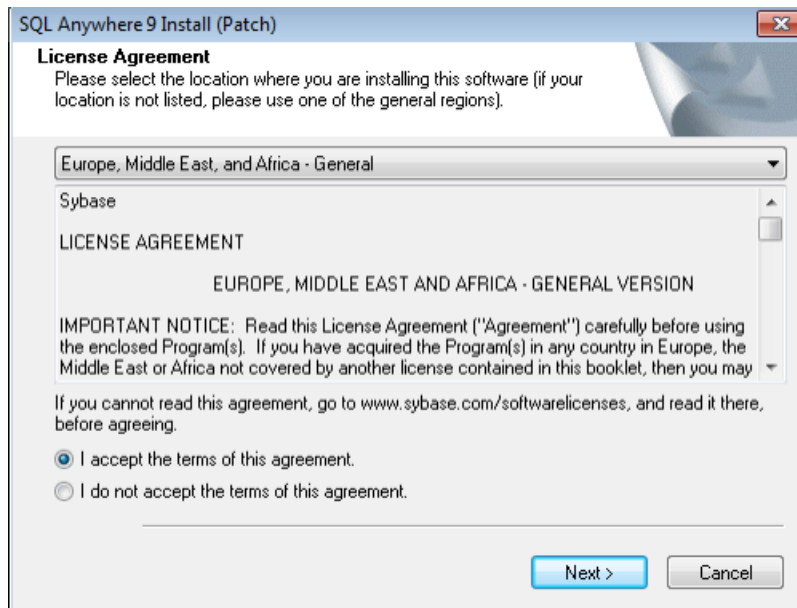 SQL Anywhere 9 Install (Patch)
License Agreement
Please select the location where you are installing this software (if your
location is not listed, please use one of the general regions).
Europe, Middle East, and Africa - General
Sybase
LICENSE AGREEMENT
EUROPE, MIDDLE EAST AND AFRICA - GENERAL VERSION
IMPORTANT NOTICE: Read this License Agreement ("Agreement") carefully before using
the enclosed Program(s). If you have acquired the Program(s) in any country in Europe, the
Middle East or Africa not covered by another license contained in this booklet, then you may
If you cannot read this agreement, go to www.sybase.com/softwarelicenses, and read it there,
before agreeing.
I accept the terms of this agreement.
I do not accept the terms of this agreement.
Next >
Cancel